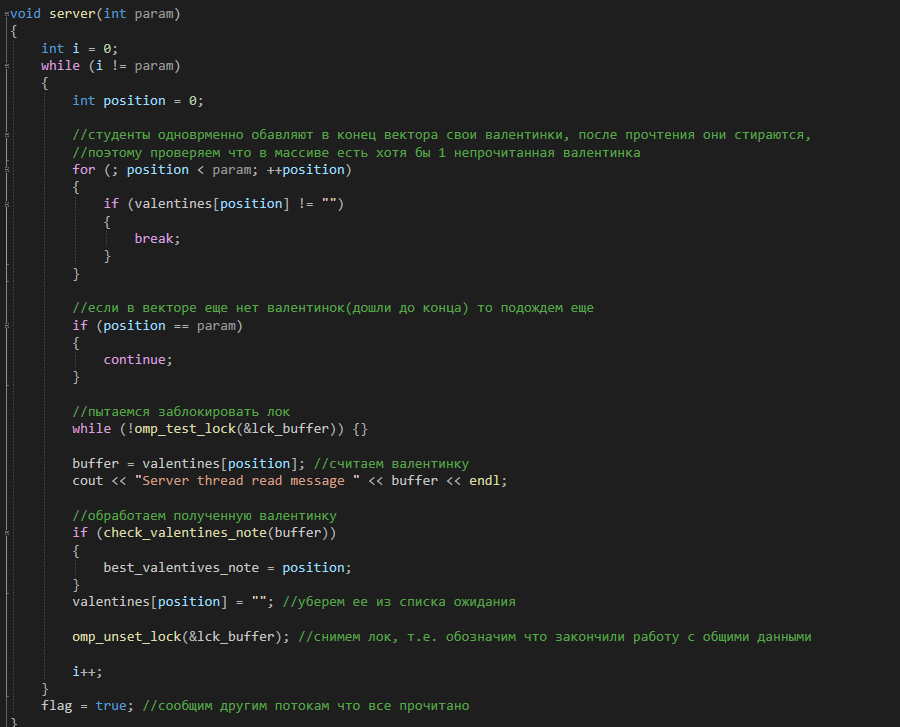 void server(int param)
{
    int i = 0;
    while (i != param)
    {
        int position = 0;

        //студенты одноврменно обавляют в конец вектора свои валентинки, после прочтения они стираются,
        //поэтому проверяем что в массиве есть хотя бы 1 непрочитанная валентинка
        for (; position < param; ++position)
        {
            if (valentines[position] != "")
            {
                break;
            }
        }

        //если в векторе еще нет валентинок(дошли до конца) то подождем еще
        if (position == param)
        {
            continue;
        }

        //пытаемся заблокировать лок
        while (!omp_test_lock(&lck_buffer)) {}

        buffer = valentines[position]; //считаем валентинку
        cout << "Server thread read message " << buffer << endl;

        //обработаем полученную валентинку
        if (check_valentines_note(buffer))
        {
            best_valentives_note = position;
        }
        valentines[position] = ""; //уберем ее из списка ожидания

        omp_unset_lock(&lck_buffer); //снимем лок, т.е. обозначим что закончили работу с общими данными

        i++;
    }
    flag = true; //сообщим другим потокам что все прочитано
}